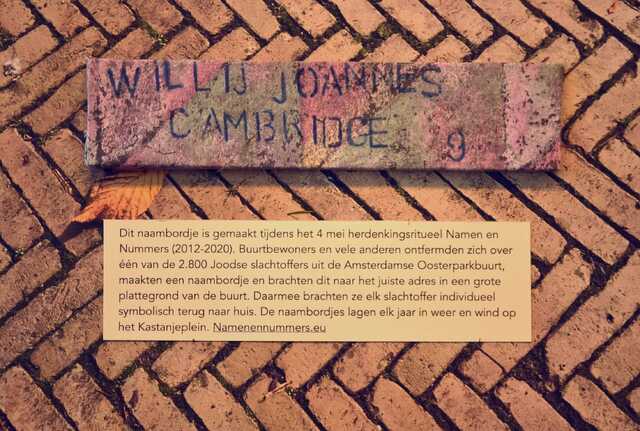 WILLIJ JOANNES
CAMBRIDGE 9
Dit naambordje is gemaakt tijdens het 4 mei herdenkingsritueel Namen en
Nummers (2012-2020). Buurtbewoners en vele anderen ontfermden zich over
één van de 2.800 Joodse slachtoffers uit de Amsterdamse Oosterparkbuurt,
maakten een naambordje en brachten dit naar het juiste adres in een grote
plattegrond van de buurt. Daarmee brachten ze elk slachtoffer individueel
symbolisch terug naar huis. De naambordjes lagen elk jaar in weer en wind op
het Kastanjeplein. Namenennummers.eu